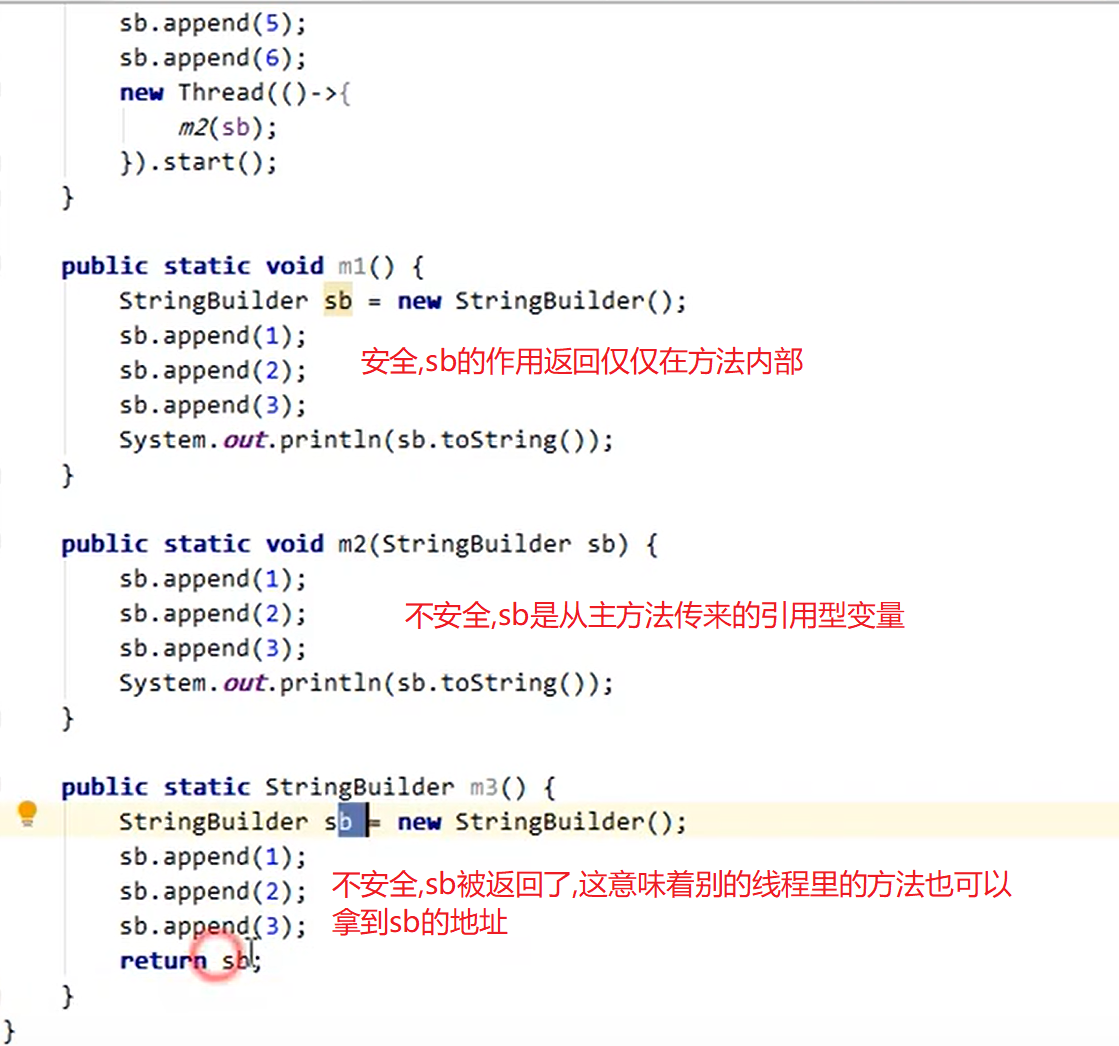 sb.append(5);
sb.append(6);
new Thread(()->{
m2(sb);
}).start();
}
public static void m1() {
StringBuilder sb = new StringBuilder();
sb.append(1);
安全,sb的作用返回仅仅在方法内部
sb.append(2);
sb.append(3);
System.out.println(sb.toString());
}
public static void m2(StringBuilder sb) {
sb.append(1);
sb.append(2);
不安全,sb是从主方法传来的引用型变量
sb.append(3);
System.out.println(sb.toString());
}
public static StringBuilder m3() {
StringBuilder sb = new StringBuilder();
sb.append(1);
sb.append(2);
不安全,sb被返回了,这意味着别的线程里的方法也可以
拿到sb的地址
sb.append(3);
return sb;
}
}